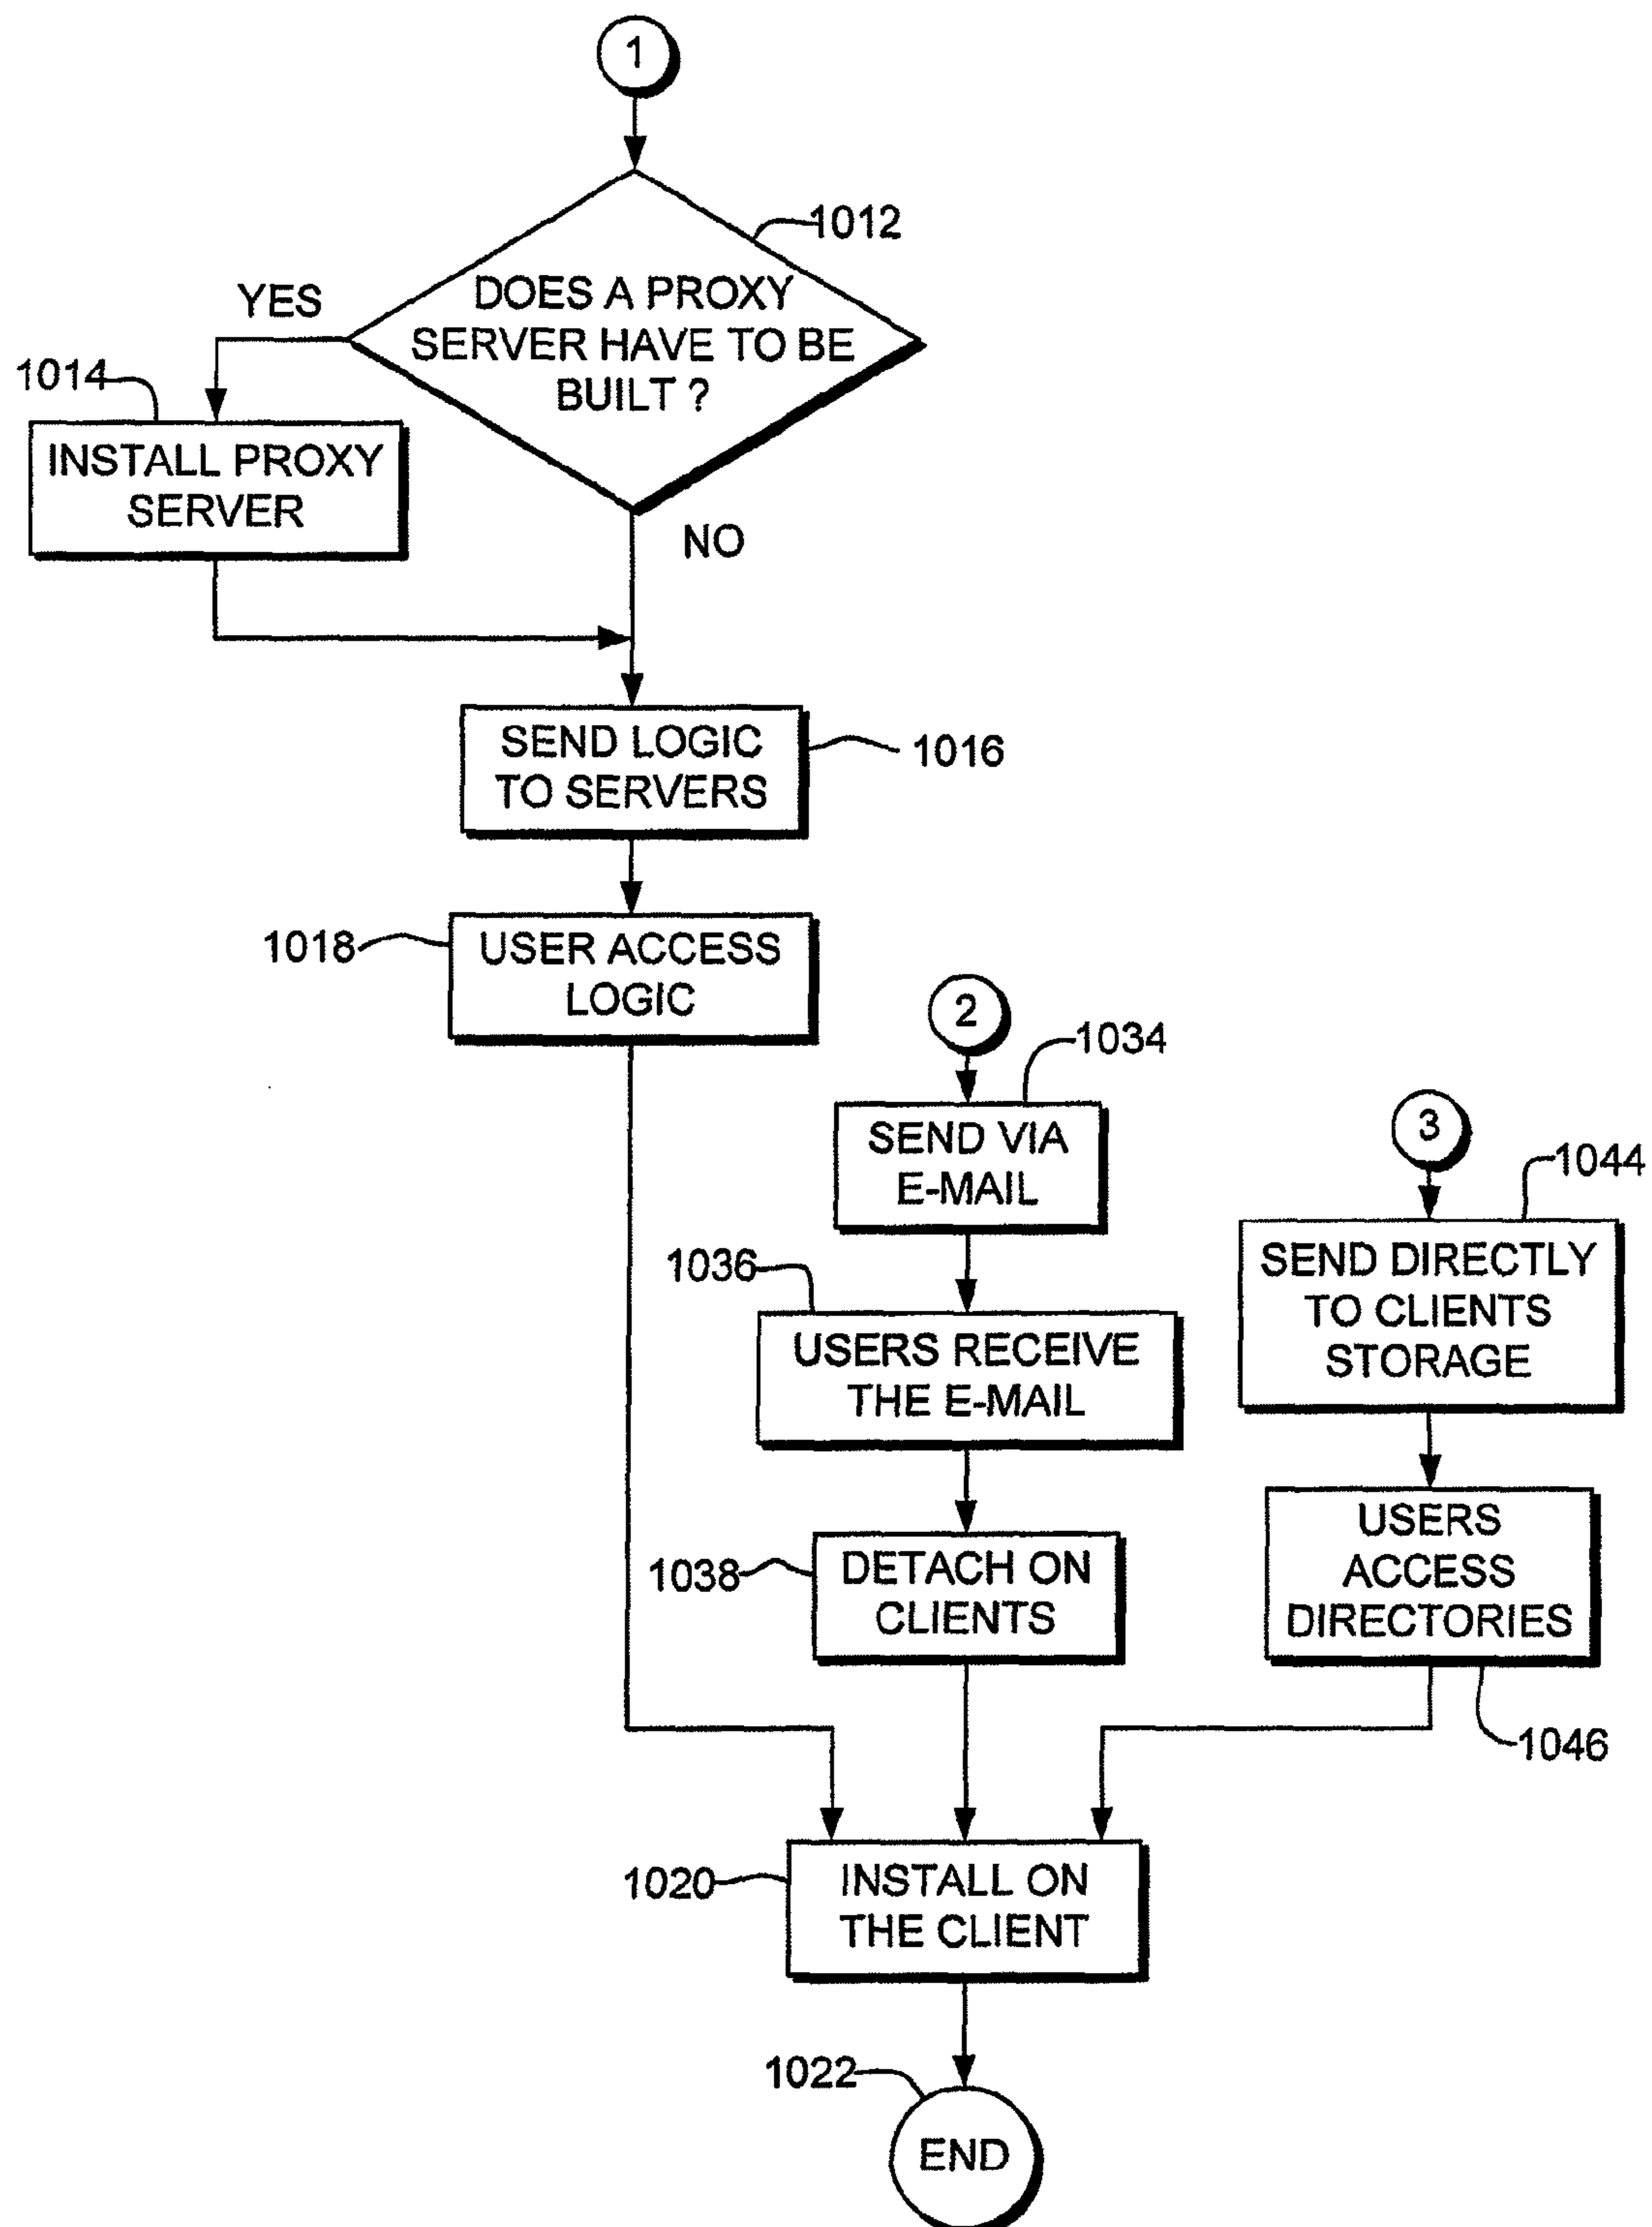 1
1012
YES
DOES A PROXY
SERVER HAVE TO BE
BUILT ?
1014
INSTALL PROXY
SERVER
NO
SEND LOGIC
TO SERVERS
1016
1018
USER ACCESS
LOGIC
2
1034
SEND VIA
E-MAIL
3
1044
SEND DIRECTLY
TO CLIENTS
STORAGE
1036
USERS RECEIVE
THE E-MAIL
1038
DETACH ON
CLIENTS
USERS
ACCESS
DIRECTORIES
1046
1020
INSTALL ON
THE CLIENT
1022
END